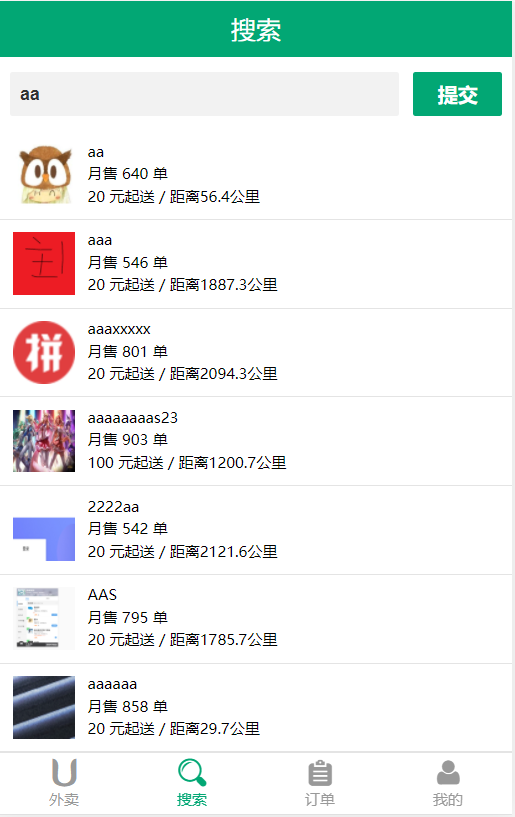 搜索
aa
提交
aa
月售 640 单
20 元起送 / 距离56.4公里
aaa
月售 546 单
20 元起送 / 距离1887.3公里
拼
aaaxxxxx
月售 801 单
20 元起送 / 距离2094.3公里
aaaaaaaas23
月售 903 单
100 元起送 / 距离1200.7公里
2222aa
月售 542 单
20 元起送 / 距离2121.6公里
AAS
月售 795 单
20 元起送 / 距离1785.7公里
aaaaaa
月售 858 单
20 元起送 / 距离29.7公里
外卖
搜索
订单
我的